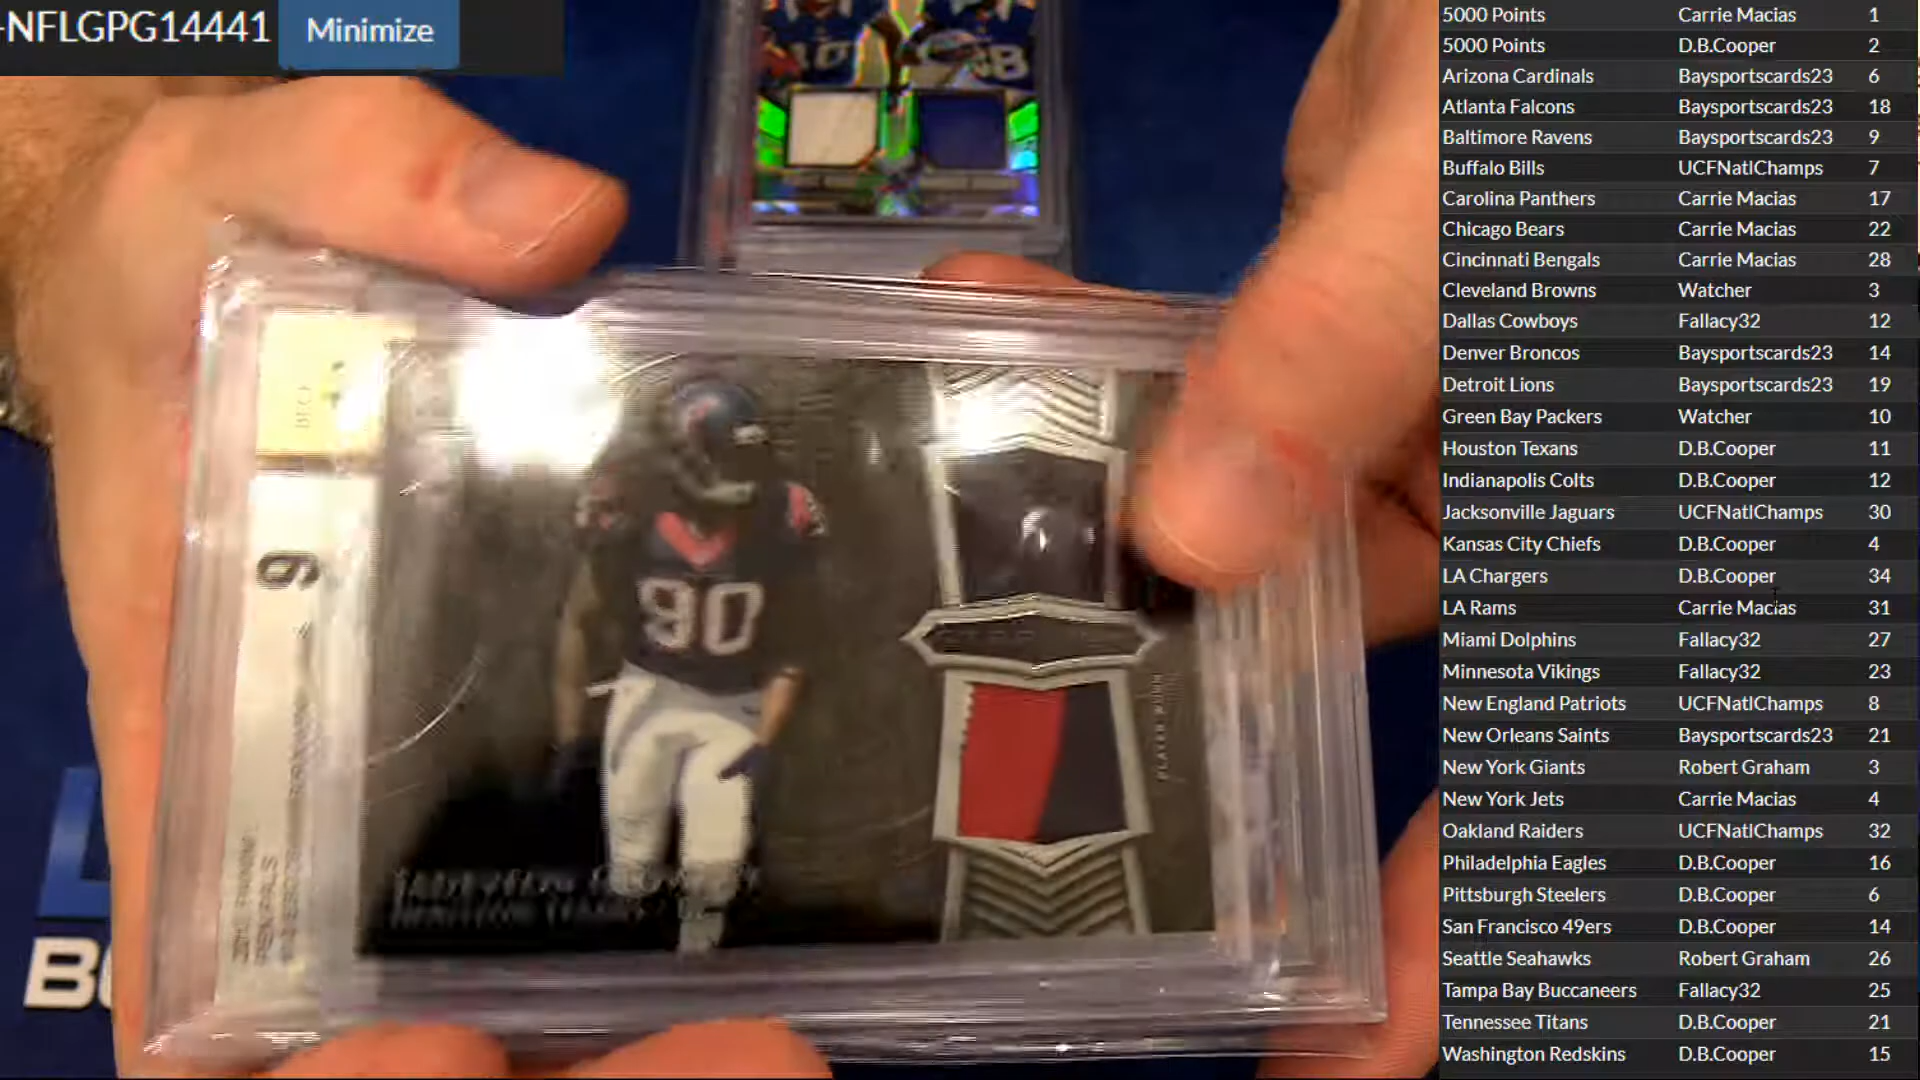 -NFLGPG14441 Minimize
5000 Points Carrie Macias 1
5000 Points D.B.Cooper 2
Arizona Cardinals Baysportscards23 6
Atlanta Falcons Baysportscards23 18
Baltimore Ravens Baysportscards23 9
Buffalo Bills UCFNatlChamps 7
Carolina Panthers Carrie Macias 17
Chicago Bears Carrie Macias 22
Cincinnati Bengals Carrie Macias 28
Cleveland Browns Watcher 3
Dallas Cowboys Fallacy32 12
Denver Broncos Baysportscards23 14
Detroit Lions Baysportscards23 19
Green Bay Packers Watcher 10
Houston Texans D.B.Cooper 11
Indianapolis Colts D.B.Cooper 12
Jacksonville Jaguars UCFNatlChamps 30
Kansas City Chiefs D.B.Cooper 4
LA Chargers D.B.Cooper 34
LA Rams Carrie Macias 31
Miami Dolphins Fallacy32 27
Minnesota Vikings Fallacy32 23
New England Patriots UCFNatlChamps 8
New Orleans Saints Baysportscards23 21
New York Giants Robert Graham 3
New York Jets Carrie Macias 4
Oakland Raiders UCFNatlChamps 32
Philadelphia Eagles D.B.Cooper 16
Pittsburgh Steelers D.B.Cooper 6
San Francisco 49ers D.B.Cooper 14
Seattle Seahawks Robert Graham 26
Tampa Bay Buccaneers Fallacy32 25
Tennessee Titans D.B.Cooper 21
Washington Redskins D.B.Cooper 15
9
90